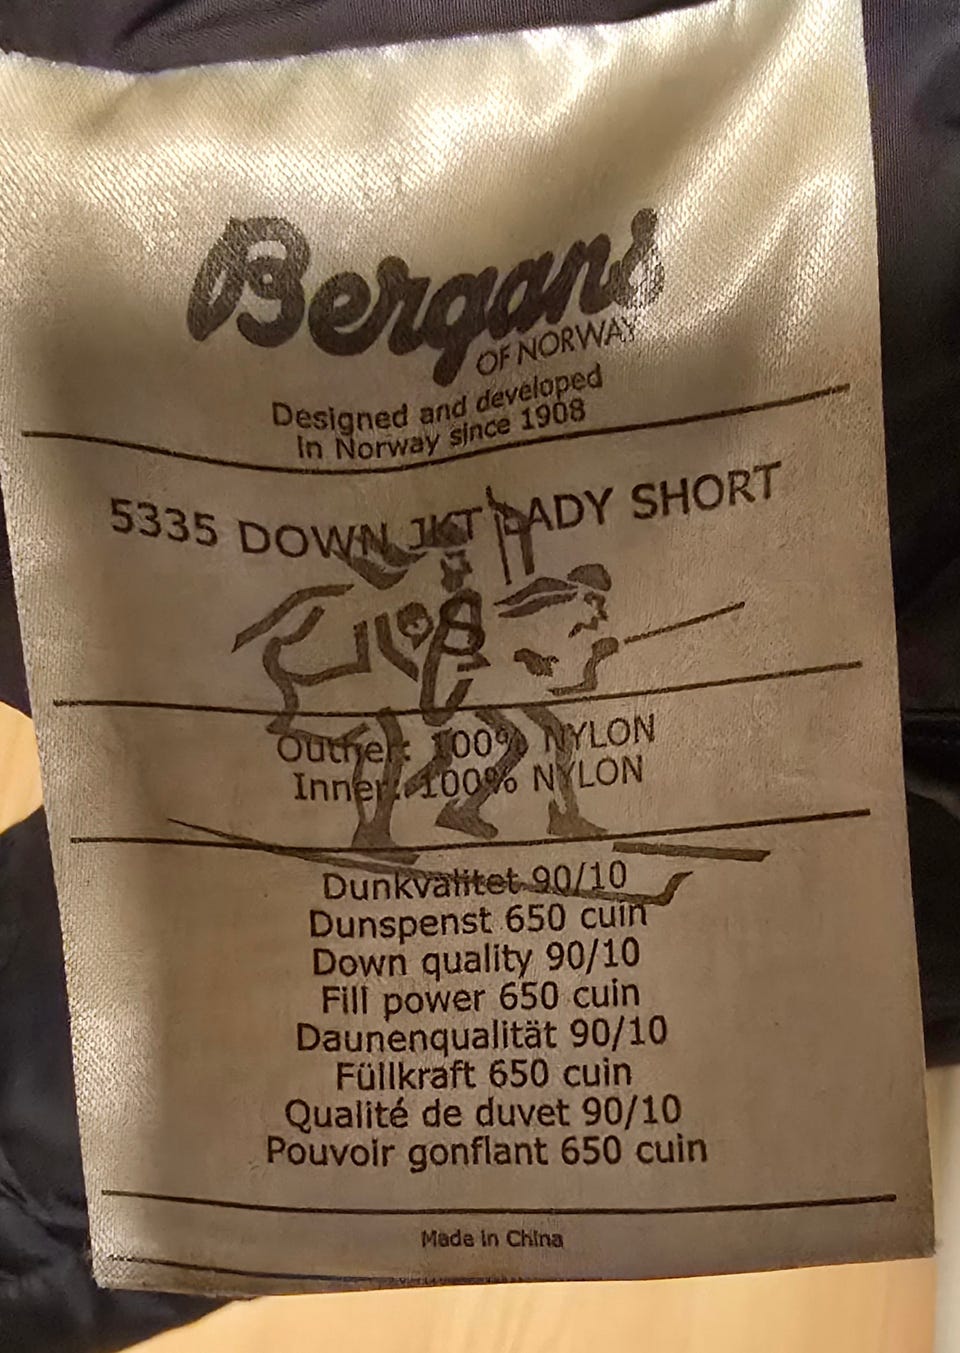 Bergans
OF NORWAY
Designed and developed
in Norway since 1908
5335 DOWN JKT LADY SHORT
Outher: 100% NYLON
Inner: 100% NYLON
Dunkvalitet 90/10
Dunspenst 650 cuin
Down quality 90/10
Fill power 650 cuin
Daunenqualität 90/10
Füllkraft 650 cuin
Qualité de duvet 90/10
Pouvoir gonflant 650 cuin
Made in China